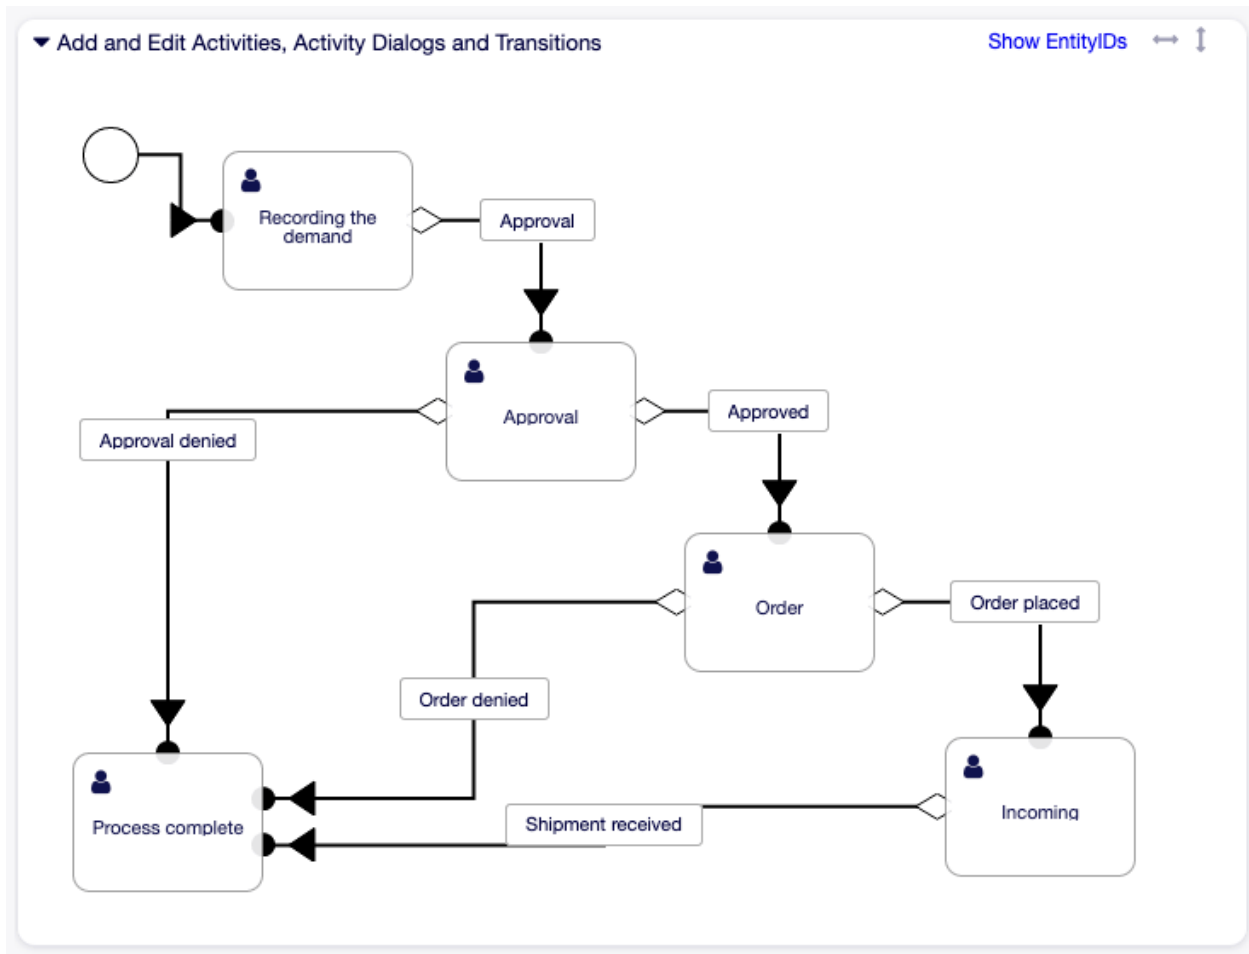 Add and Edit Activities, Activity Dialogs and Transitions
Show EntityIDs
Recording the
demand
Approval
Approval
Approved
Approval denied
Order
Order placed
Order denied
Process complete
Shipment received
Incoming